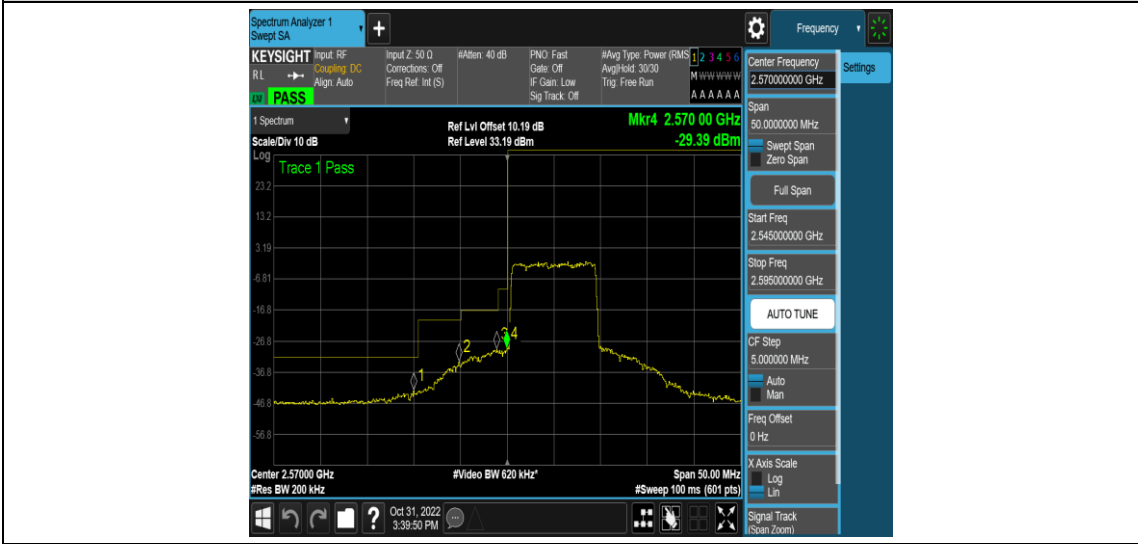 Spectrum Analyzer 1
Swept SA
Frequency
KEYSIGHT
Input: RF
Coupling: DC
Align: Auto
Input Z: 50 Ω
Corrections: Off
Freq Ref: Int (S)
#Atten: 40 dB
PNO: Fast
Gate: Off
IF Gain: Low
Sig Track: Off
#Avg Type: Power (RMS
Avg|Hold: 30/30
Trig: Free Run
1 2 3 4 5 6
M W W W W W
A A A A A A
R L
PASS
Center Frequency
2.570000000 GHz
Settings
1 Spectrum
Ref Lvl Offset 10.19 dB
Mkr4 2.570 00 GHz
Scale/Div 10 dB
Ref Level 33.19 dBm
-29.39 dBm
Log
Trace 1 Pass
23.2
13.2
3.19
-6.81
-16.8
-26.8
-36.8
-46.8
-56.8
1
2
4
Span
50.0000000 MHz
Swept Span
Zero Span
Full Span
Start Freq
2.545000000 GHz
Stop Freq
2.595000000 GHz
AUTO TUNE
CF Step
5.000000 MHz
Auto
Man
Freq Offset
0 Hz
X Axis Scale
Log
Lin
Signal Track
(Span Zoom)
Center 2.57000 GHz
#Video BW 620 kHz*
Span 50.00 MHz
#Res BW 200 kHz
#Sweep 100 ms (601 pts)
Oct 31, 2022
3:39:50 PM